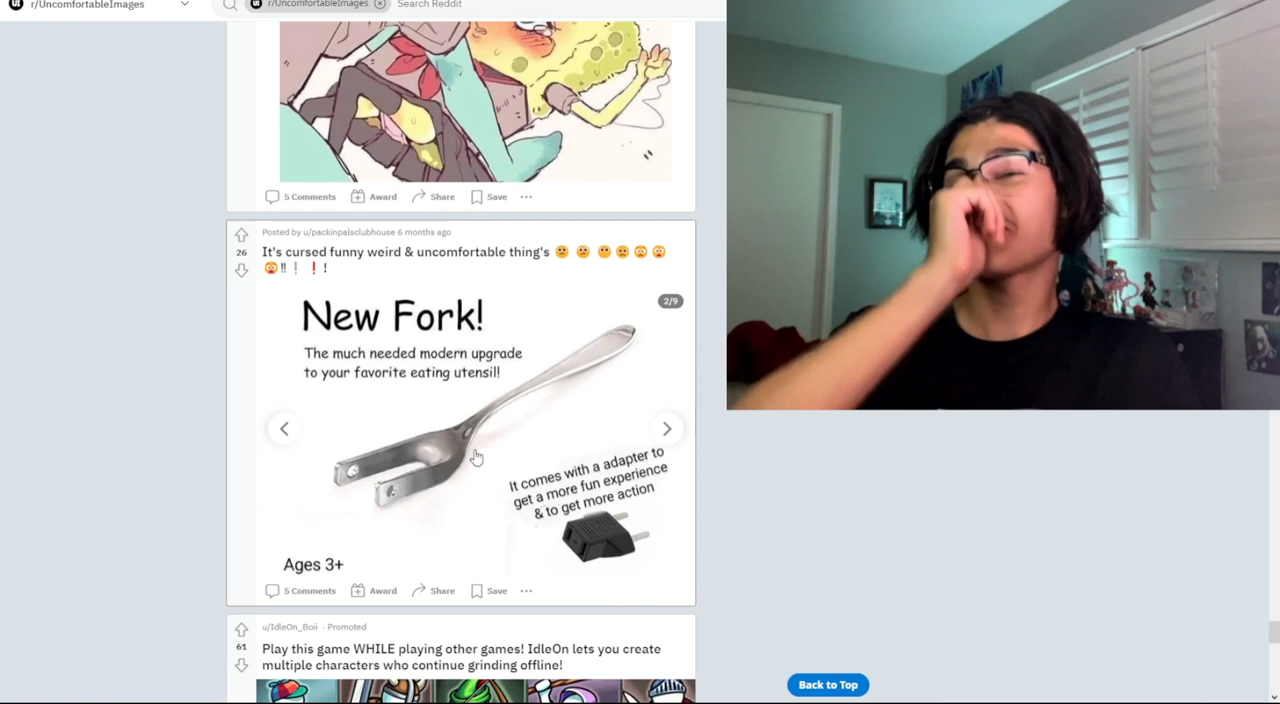 r/UncomfortableImages
r/UncomfortableImages
Search Reddit
5 Comments Award Share Save
Posted by u/packinpalsclubhouse 6 months ago
26
It's cursed funny weird & uncomfortable thing's 😕 😕 😶 😕 😨 😨
😨 ‼ ❕ ❗ !
2/9
New Fork!
The much needed modern upgrade
to your favorite eating utensil!!
It comes with a adapter to
get a more fun experience
& to get more action
Ages 3+
5 Comments Award Share Save
u/IdleOn_Boii · Promoted
61
Play this game WHILE playing other games! IdleOn lets you create
multiple characters who continue grinding offline!
Back to Top